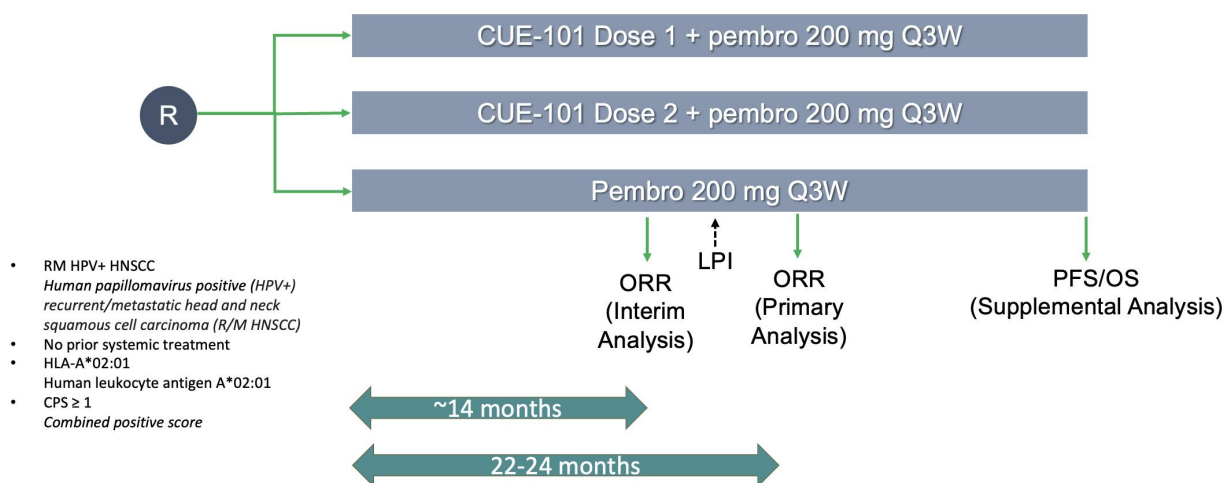 CUE-101 Dose 1 + pembro 200 mg Q3W
R
CUE-101 Dose 2 + pembro 200 mg Q3W
Pembro 200 mg Q3W
• RM HPV+ HNSCC
Human papillomavirus positive (HPV+)
recurrent/metastatic head and neck
squamous cell carcinoma (R/M HNSCC)
• No prior systemic treatment
• HLA-A*02:01
Human leukocyte antigen A*02:01
• CPS ≥ 1
Combined positive score
ORR
(Interim
Analysis)
LPI
ORR
(Primary
Analysis)
PFS/OS
(Supplemental Analysis)
~14 months
22-24 months